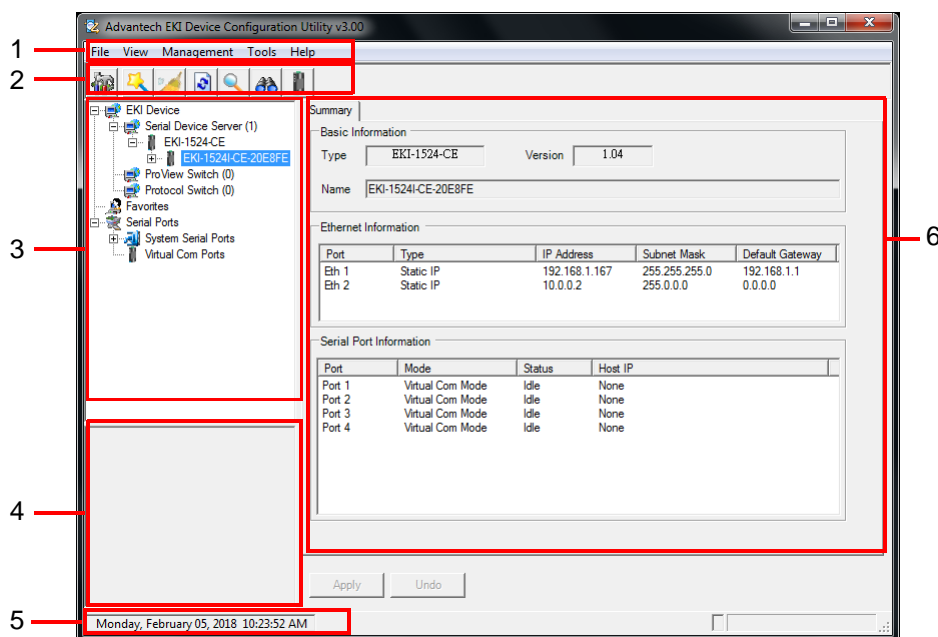 Advantech EKI Device Configuration Utility v3.00
1
File View Management Tools Help
2
3
EKI Device
Serial Device Server (1)
EKI-1524-CE
EKI-1524I-CE-20E8FE
ProView Switch (0)
Protocol Switch (0)
Favorites
Serial Ports
System Serial Ports
Virtual Com Ports
4
5
Monday, February 05, 2018 10:23:52 AM
6
Summary
Basic Information
Type EKI-1524-CE Version 1.04
Name EKI-1524I-CE-20E8FE
Ethernet Information
Port Type IP Address Subnet Mask Default Gateway
Eth 1 Static IP 192.168.1.167 255.255.255.0 192.168.1.1
Eth 2 Static IP 10.0.0.2 255.0.0.0 0.0.0.0
Serial Port Information
Port Mode Status Host IP
Port 1 Virtual Com Mode Idle None
Port 2 Virtual Com Mode Idle None
Port 3 Virtual Com Mode Idle None
Port 4 Virtual Com Mode Idle None
Apply Undo